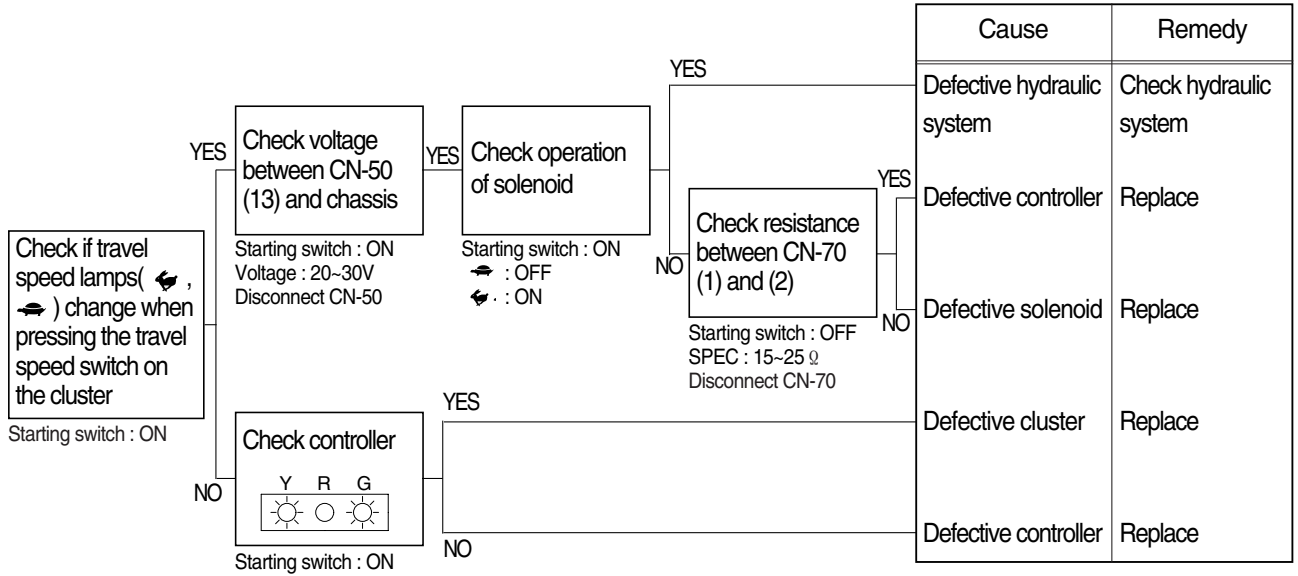 Check if travel
speed lamps( ,
) change when
pressing the travel
speed switch on
the cluster
Starting switch : ON
YES
Check voltage
between CN-50
(13) and chassis
Starting switch : ON
Voltage : 20~30V
Disconnect CN-50
YES
Check operation
of solenoid
Starting switch : ON
: OFF
: ON
YES
NO
Check resistance
between CN-70
(1) and (2)
Starting switch : OFF
SPEC : 15~25 Ω
Disconnect CN-70
YES
NO
NO
Check controller
Y R G
Starting switch : ON
YES
NO
Cause Remedy
Defective hydraulic Check hydraulic
system system
Defective controller Replace
Defective solenoid Replace
Defective cluster Replace
Defective controller Replace